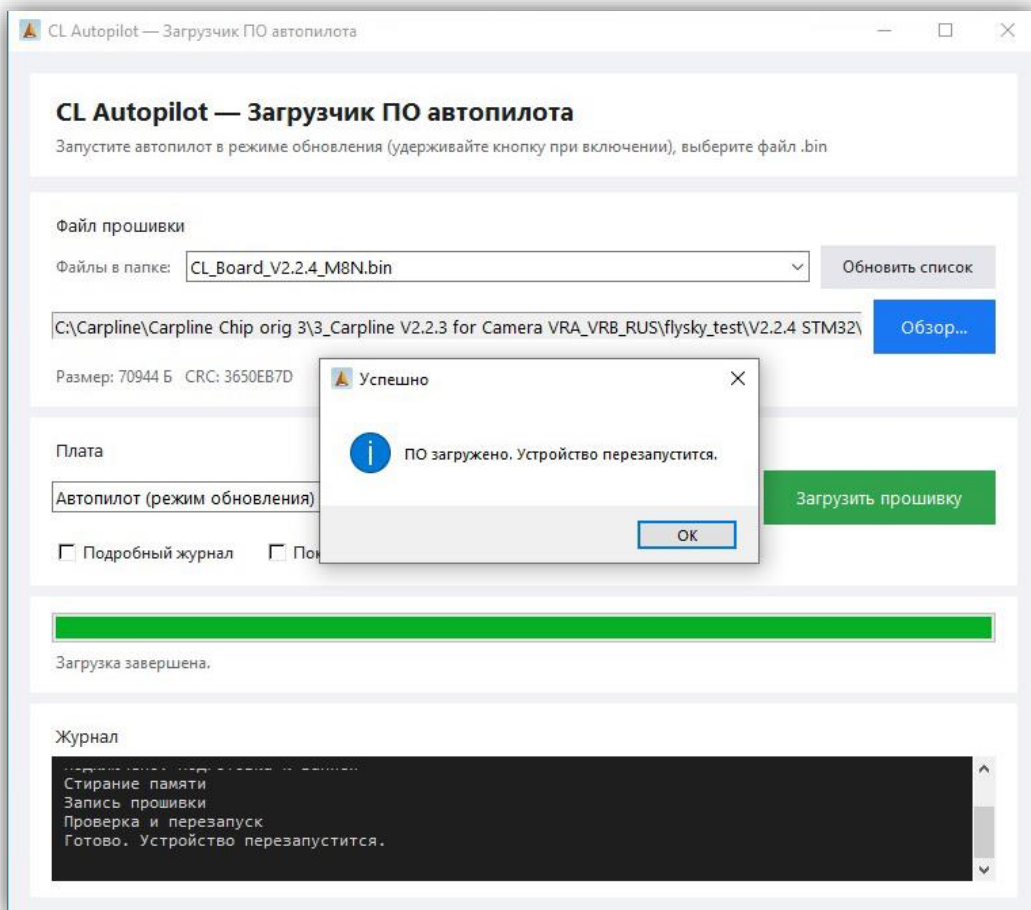 CL Autopilot — Загрузчик ПО автопилота
CL Autopilot — Загрузчик ПО автопилота
Запустите автопилот в режиме обновления (удерживайте кнопку при включении), выберите файл .bin
Файл прошивки
Файлы в папке: CL_Board_V2.2.4_M8N.bin Обновить список
C:\Carpline\Carpline Chip orig 3\3_Carpline V2.2.3 for Camera VRA_VRB_RUS\flysky_test\V2.2.4 STM32\ Обзор...
Размер: 70944 Б CRC: 3650EB7D
Успешно
ПО загружено. Устройство перезапустится.
OK
Плата
Автопилот (режим обновления) Загрузить прошивку
Подробный журнал
Загрузка завершена.
Журнал
Стирание памяти
Запись прошивки
Проверка и перезапуск
Готово. Устройство перезапустится.